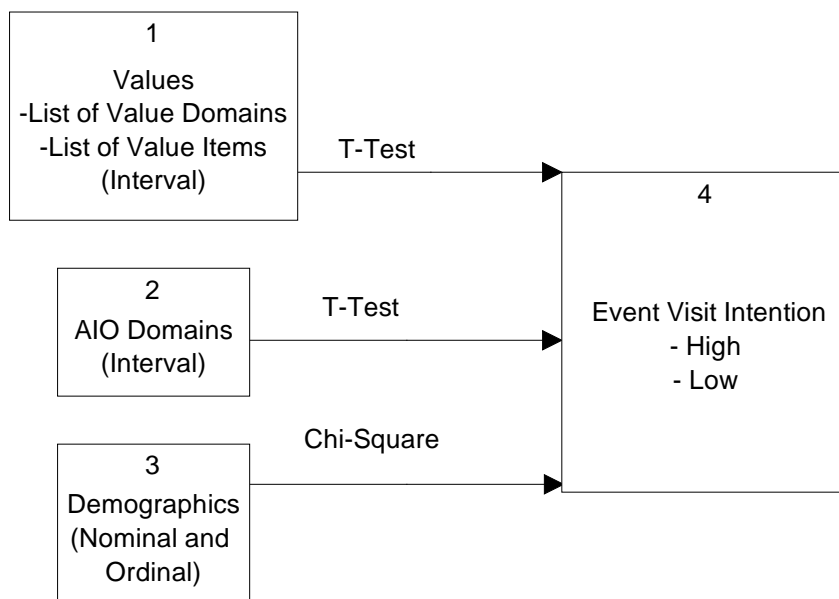 1
Values
-List of Value Domains
-List of Value Items
(Interval)
T-Test
2
AIO Domains
(Interval)
T-Test
3
Demographics
(Nominal and
Ordinal)
Chi-Square
4
Event Visit Intention
- High
- Low